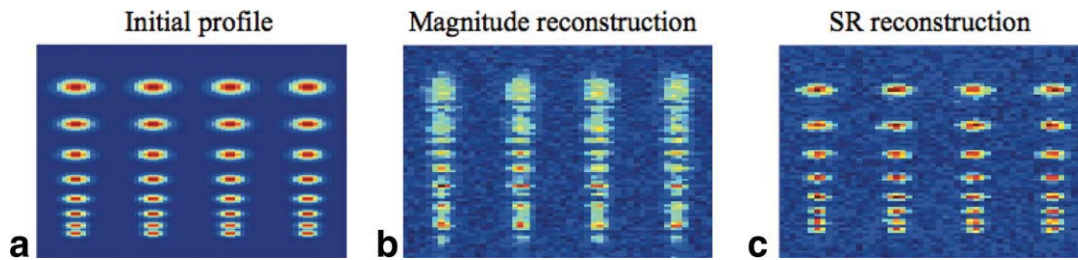 Initial profile
Magnitude reconstruction
SR reconstruction
a
b
c